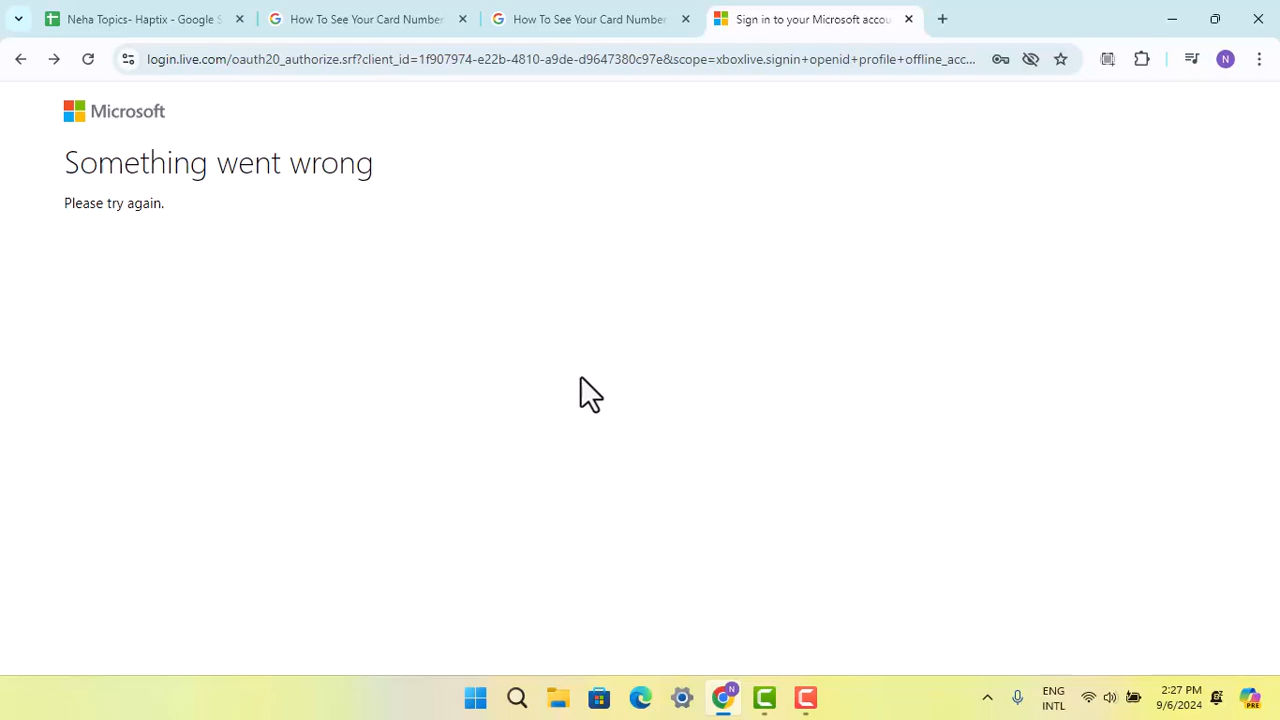 Neha Topics- Haptix - Google S
How To See Your Card Number
How To See Your Card Number
Sign in to your Microsoft accou
login.live.com/oauth20_authorize.srf?client_id=1f907974-e22b-4810-a9de-d9647380c97e&scope=xboxlive.signin+openid+profile+offline_acc...
N
Microsoft
Something went wrong
Please try again.
N
ENG
INTL
2:27 PM
9/6/2024
PRE